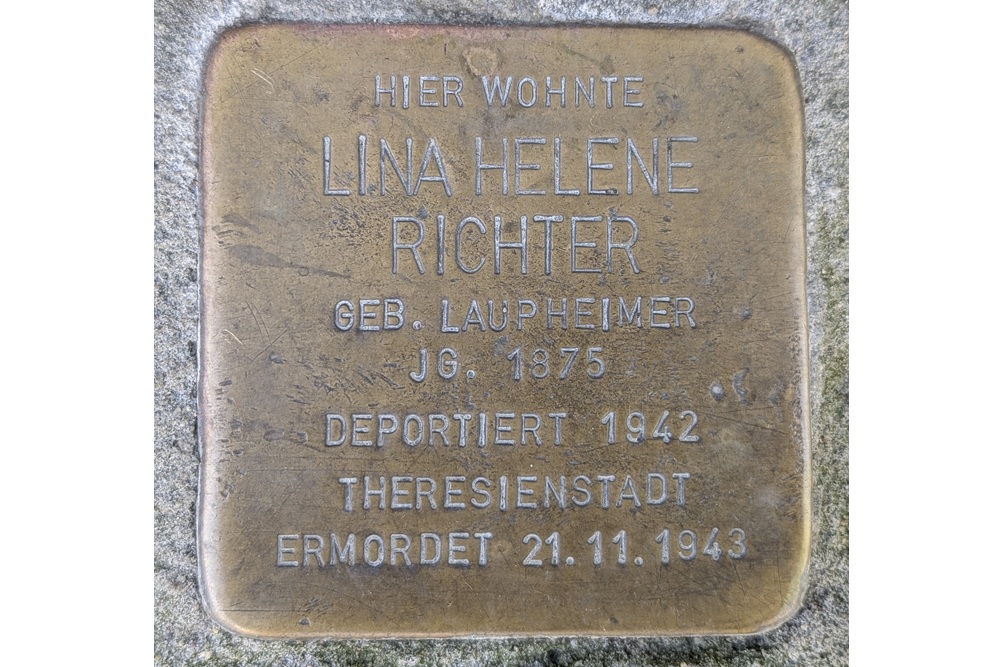 HIER WOHNTE
LINA HELENE
RICHTER
GEB. LAUPHEIMER
JG. 1875
DEPORTIERT 1942
THERESIENSTADT
ERMORDET 21.11.1943